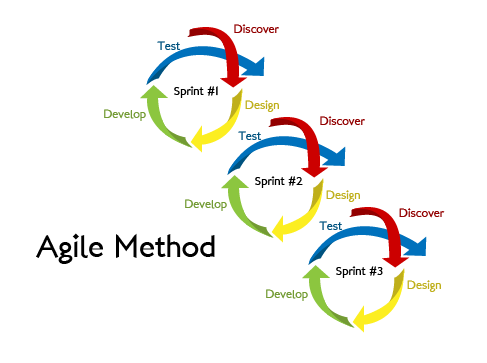 Discover
Test
Sprint #1
Design
Develop
Discover
Test
Sprint #2
Design
Develop
Discover
Test
Sprint #3
Design
Develop
Agile Method